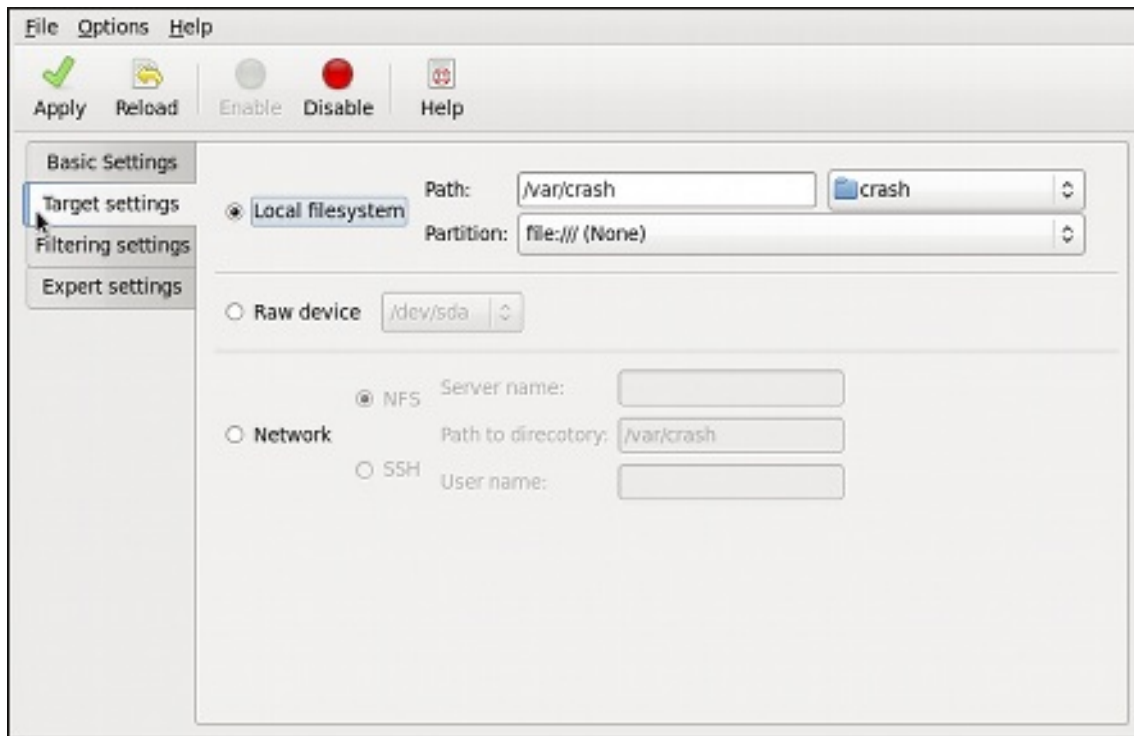 File Options Help
Apply Reload Enable Disable Help
Basic Settings
Target settings
Filtering settings
Expert settings
Local filesystem
Path: /var/crash crash
Partition: file:/// (None)
Raw device /dev/sda
Network
NFS
SSH
Server name:
Path to direcotory: /var/crash
User name: